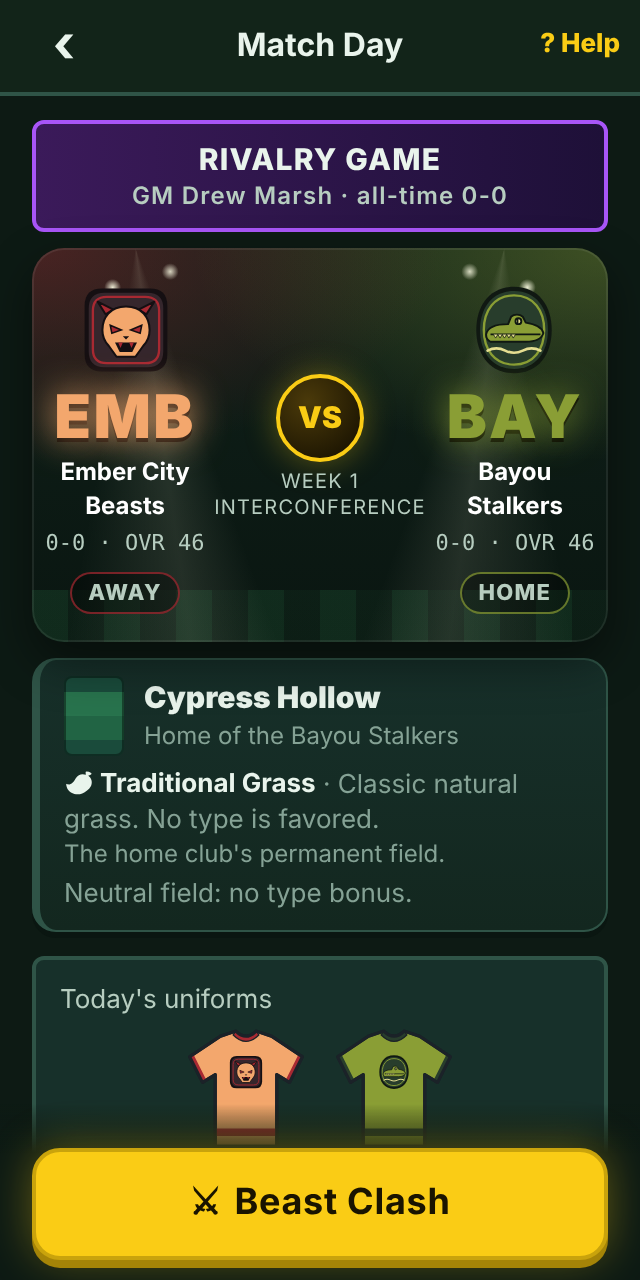 Match Day
? Help
RIVALRY GAME
GM Drew Marsh · all-time 0-0
EMB
BAY
VS
Ember City
Beasts
Bayou
Stalkers
WEEK 1
INTERCONFERENCE
0-0 · OVR 46
0-0 · OVR 46
AWAY
HOME
Cypress Hollow
Home of the Bayou Stalkers
Traditional Grass · Classic natural
grass. No type is favored.
The home club's permanent field.
Neutral field: no type bonus.
Today's uniforms
Beast Clash